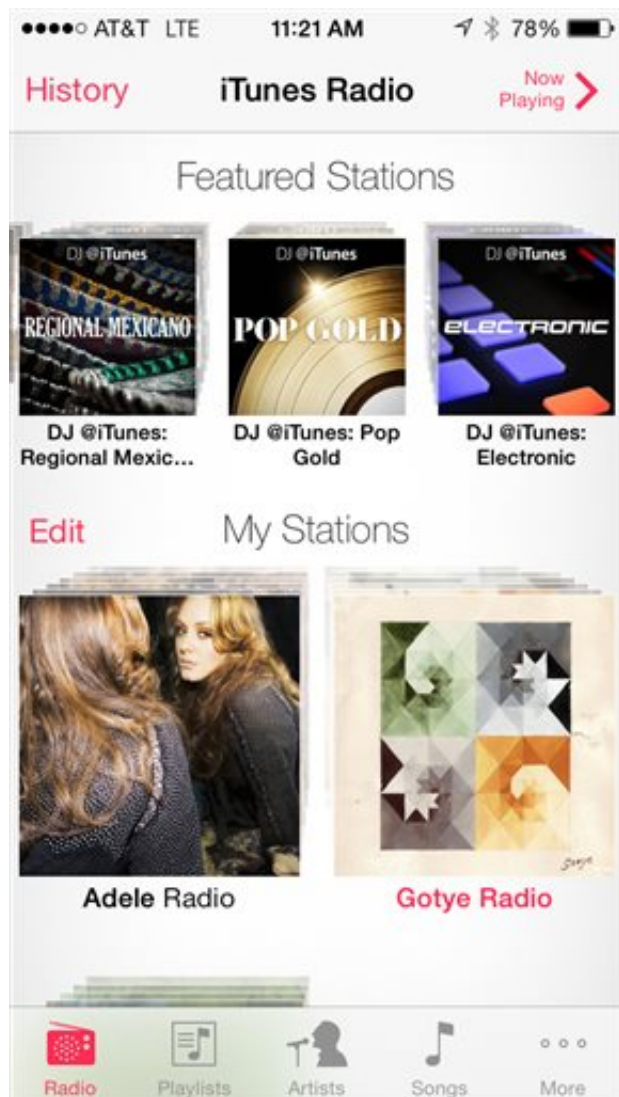 AT&T LTE 11:21 AM 78%
History iTunes Radio Now Playing
Featured Stations
DJ @iTunes DJ @iTunes DJ @iTunes
REGIONAL MEXICANO POP GOLD ELECTRONIC
DJ @iTunes: DJ @iTunes: Pop DJ @iTunes:
Regional Mexic... Gold Electronic
Edit My Stations
Gotye
Adele Radio Gotye Radio
Radio Playlists Artists Songs More